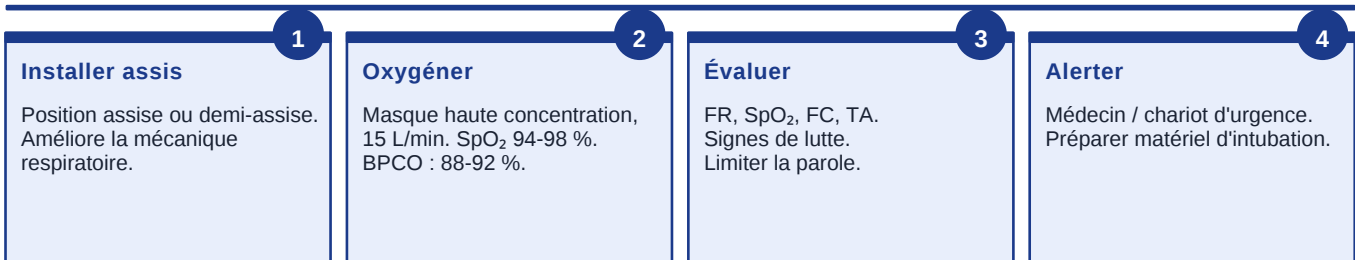 1
Installer assis
Position assise ou demi-assise.
Améliore la mécanique
respiratoire.
2
Oxygéner
Masque haute concentration,
15 L/min. SpO₂ 94-98 %.
BPCO : 88-92 %.
3
Évaluer
FR, SpO₂, FC, TA.
Signes de lutte.
Limiter la parole.
4
Alerter
Médecin / chariot d'urgence.
Préparer matériel d'intubation.